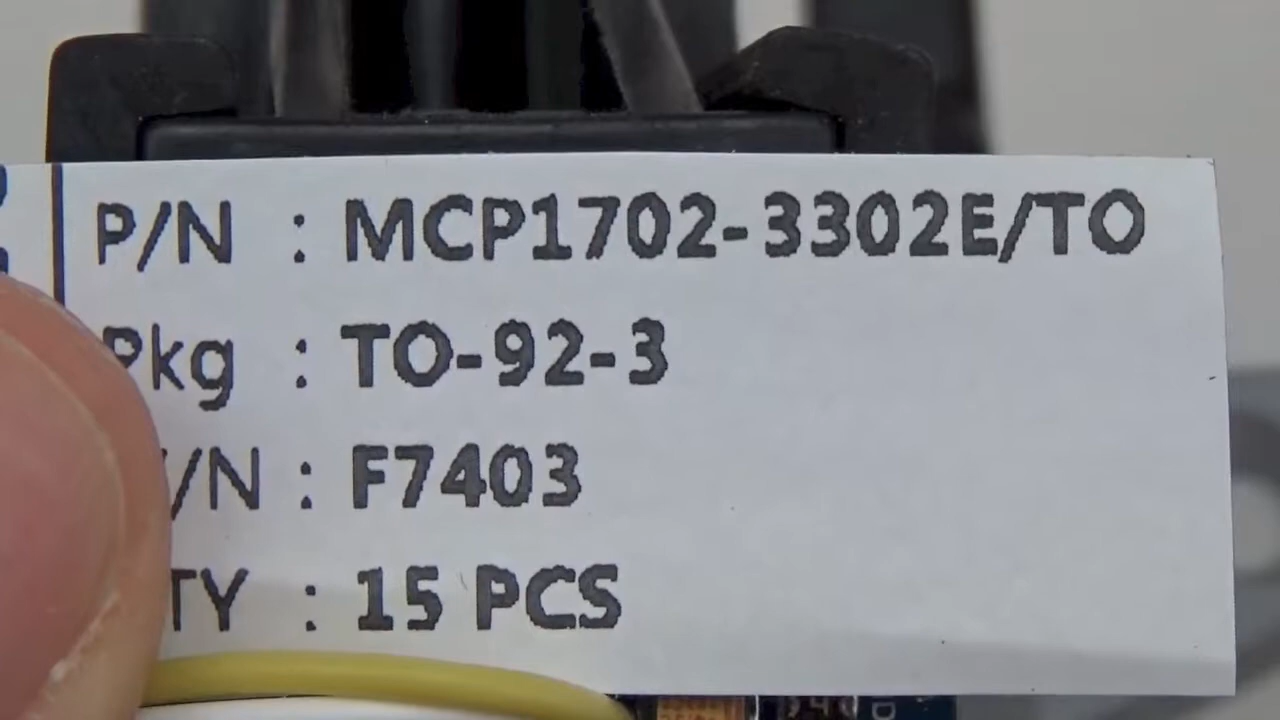 P/N : MCP1702-3302E/TO
Pkg : TO-92-3
/N : F7403
TY : 15 PCS